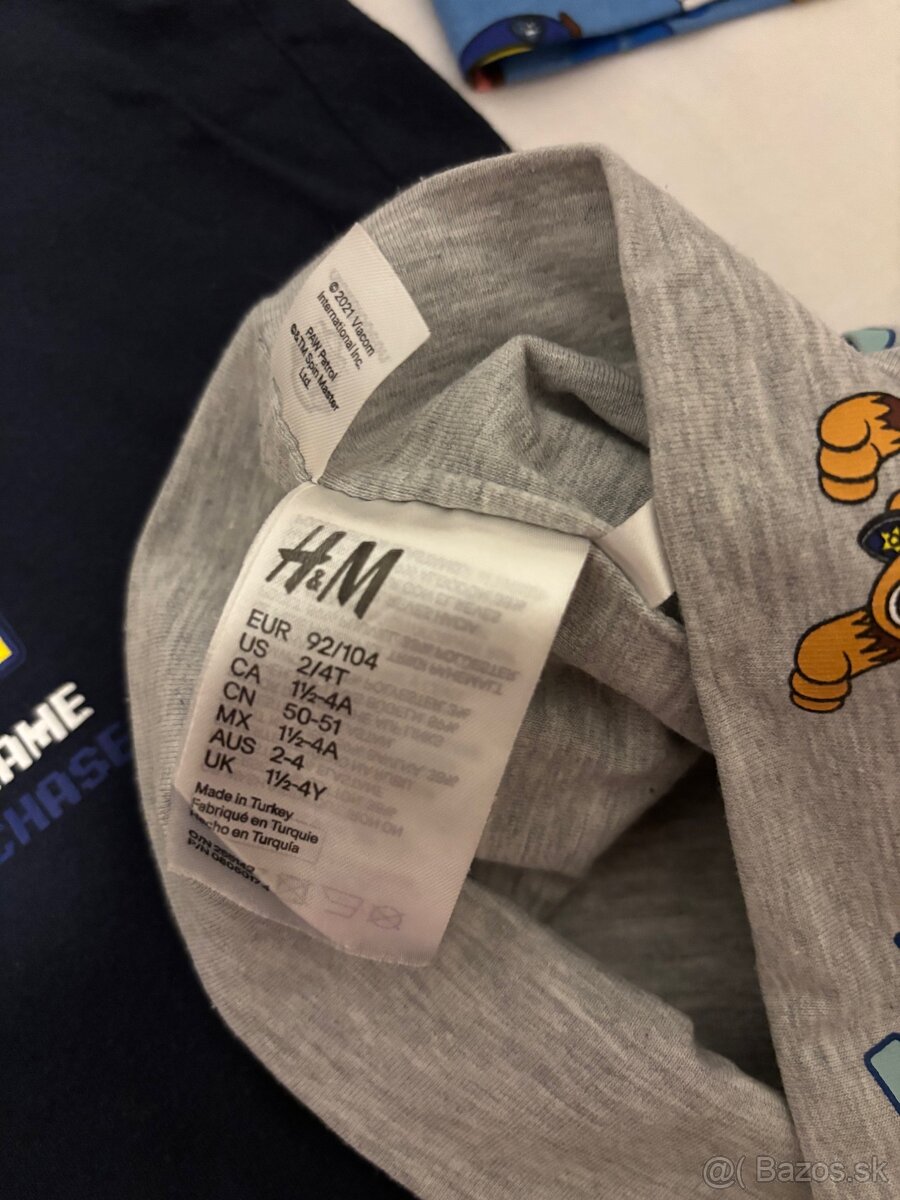 © 2021 Viacom
International Inc.
PAW Patrol
©&TM Spin Master
Ltd.
H&M
EUR 92/104
US 2/4T
CA 1½-4A
CN 50-51
MX 1½-4A
AUS 2-4
UK 1½-4Y
Made in Turkey
Fabriqué en Turquie
Hecho en Turquía
AME
CHASE
@( Bazos.sk